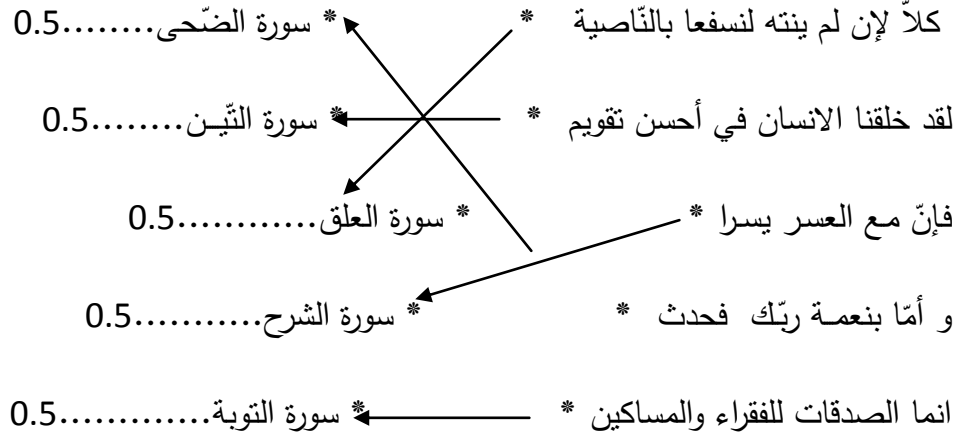 كلاّ لإن لم ينته لنسفعا بالنّاصية * * سورة الضّحى........0.5
لقد خلقنا الانسان في أحسن تقويم * * سورة التّيـن........0.5
فإنّ مع العسر يسرا * * سورة العلق............0.5
و أمّا بنعمـة ربّك فحدث * * سورة الشرح...........0.5
انما الصدقات للفقراء والمساكين * * سورة التوبة.............0.5